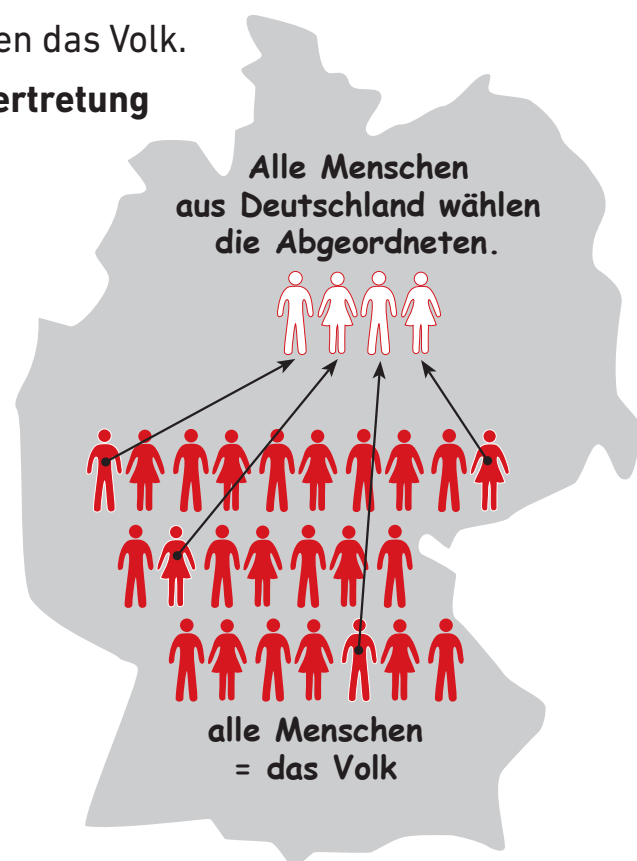 en das Volk.
ertretung
Alle Menschen
aus Deutschland wählen
die Abgeordneten.
alle Menschen
= das Volk